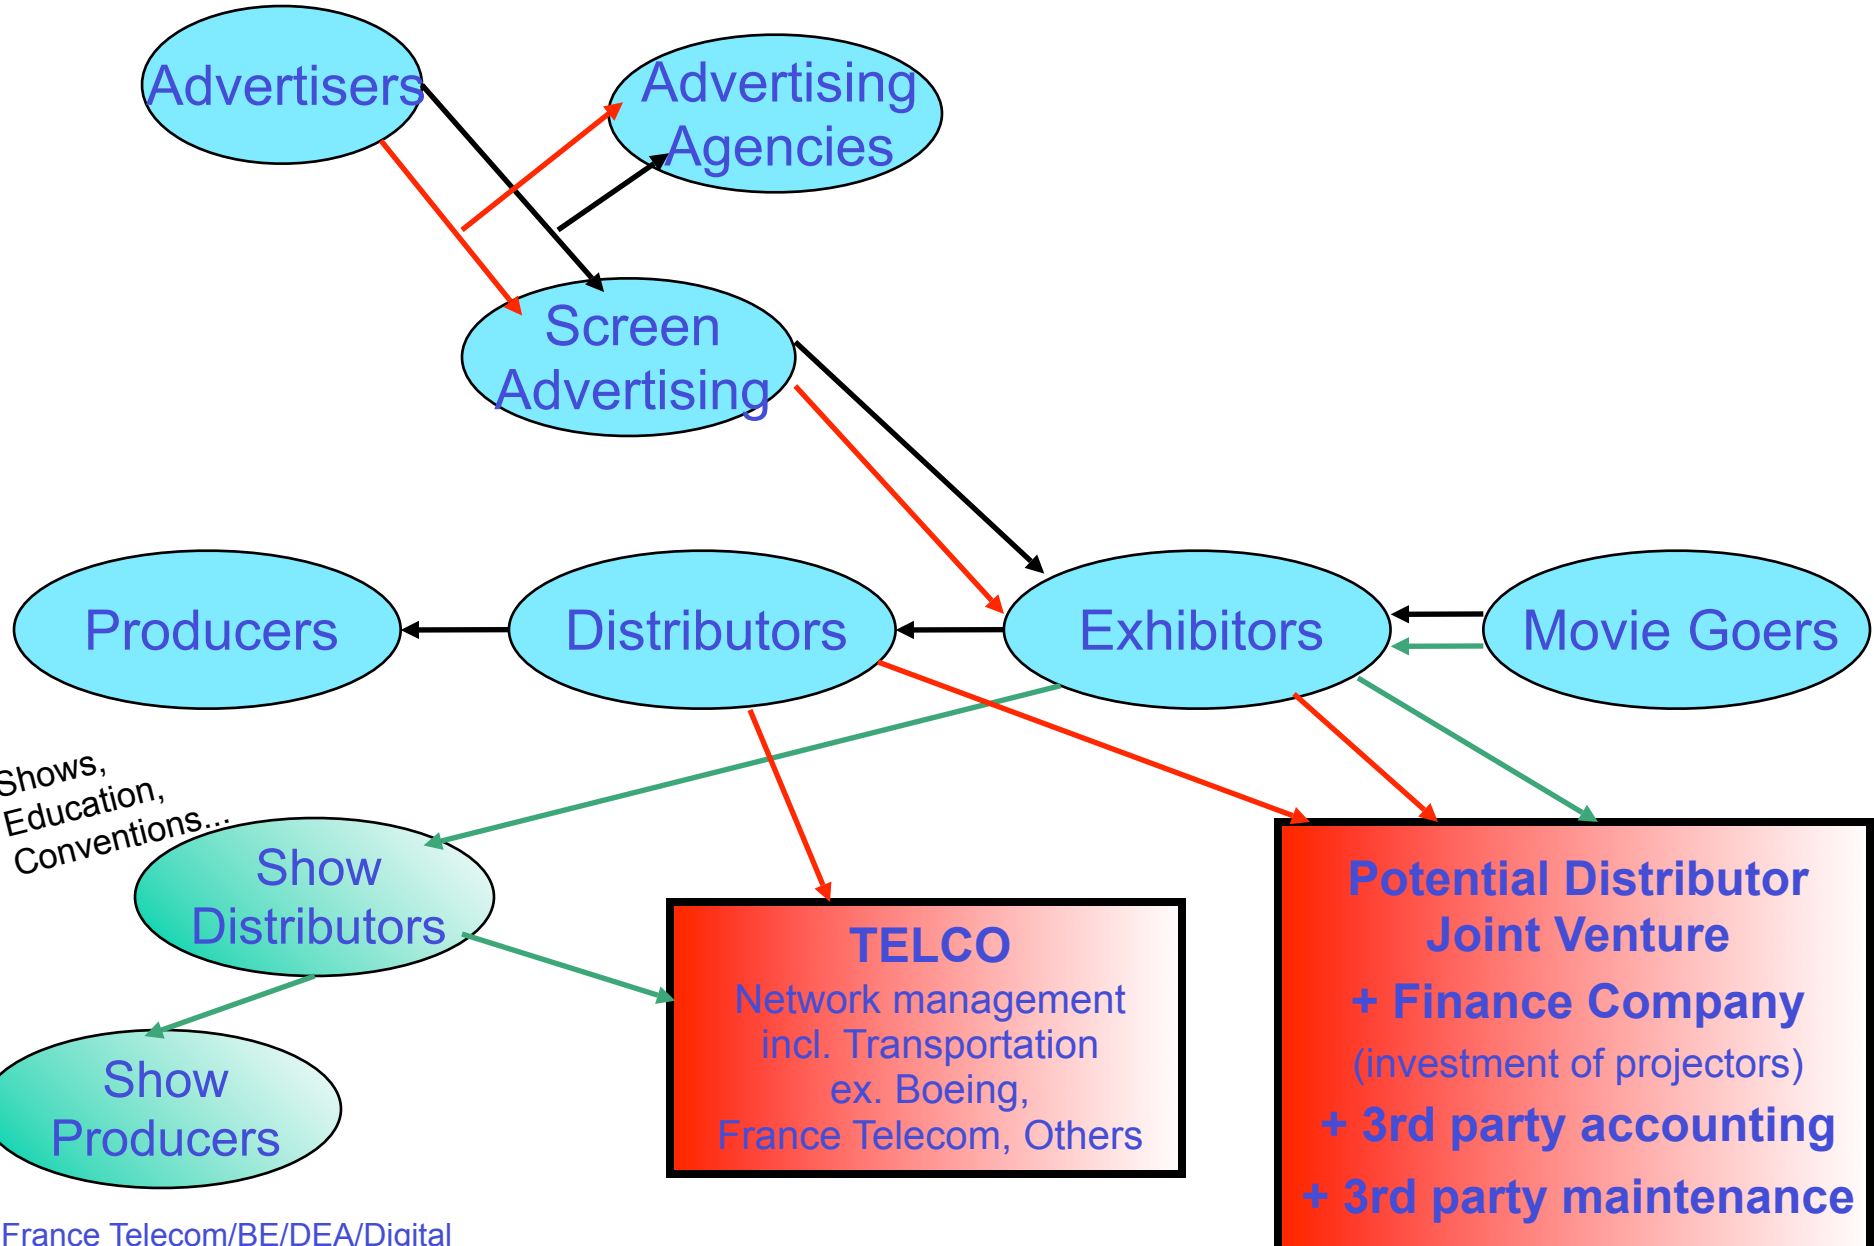 Advertisers
Advertising
Agencies
Screen
Advertising
Producers
Distributors
Exhibitors
Movie Goers
Shows,
Education,
Conventions...
Show
Distributors
Show
Producers
TELCO
Network management
incl. Transportation
ex. Boeing,
France Telecom, Others
Potential Distributor
Joint Venture
+ Finance Company
(investment of projectors)
+ 3rd party accounting
+ 3rd party maintenance
France Telecom/BE/DEA/Digital